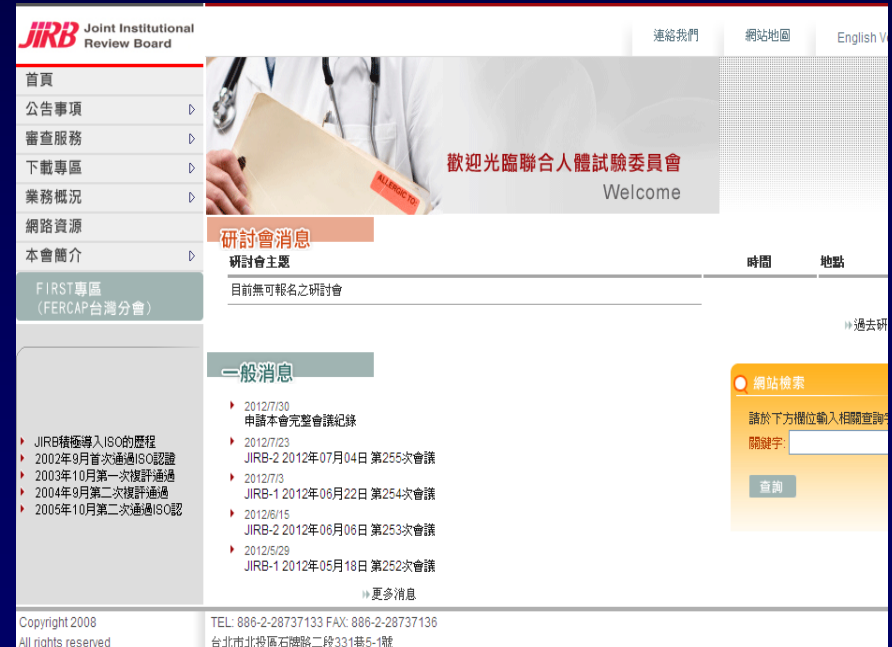 JIRB Joint Institutional
Review Board
連絡我們
網站地圖
English
首頁
公告事項
審查服務
下載專區
業務概況
網路資源
本會簡介
FIRST專區
(FERCAP台灣分會)
JIRB積極導入ISO的歷程
2002年9月首次通過ISO認證
2003年10月第一次複評通過
2004年9月第二次複評通過
2005年10月第二次通過ISO認
ALLERGIC TO:
歡迎光臨聯合人體試驗委員會
Welcome
研討會消息
研討會主題 時間 地點
目前無可報名之研討會
過去研
一般消息
2012/7/30
申請本會完整會議紀錄
2012/7/23
JIRB-2 2012年07月04日 第255次會議
2012/7/3
JIRB-1 2012年06月22日 第254次會議
2012/6/15
JIRB-2 2012年06月06日 第253次會議
2012/5/29
JIRB-1 2012年05月18日 第252次會議
更多消息
網站檢索
請於下方欄位輸入相關查詢字
關鍵字:
查詢
Copyright 2008
All rights reserved
TEL: 886-2-28737133 FAX: 886-2-28737136
台北市北投區石牌路二段331巷5-1號